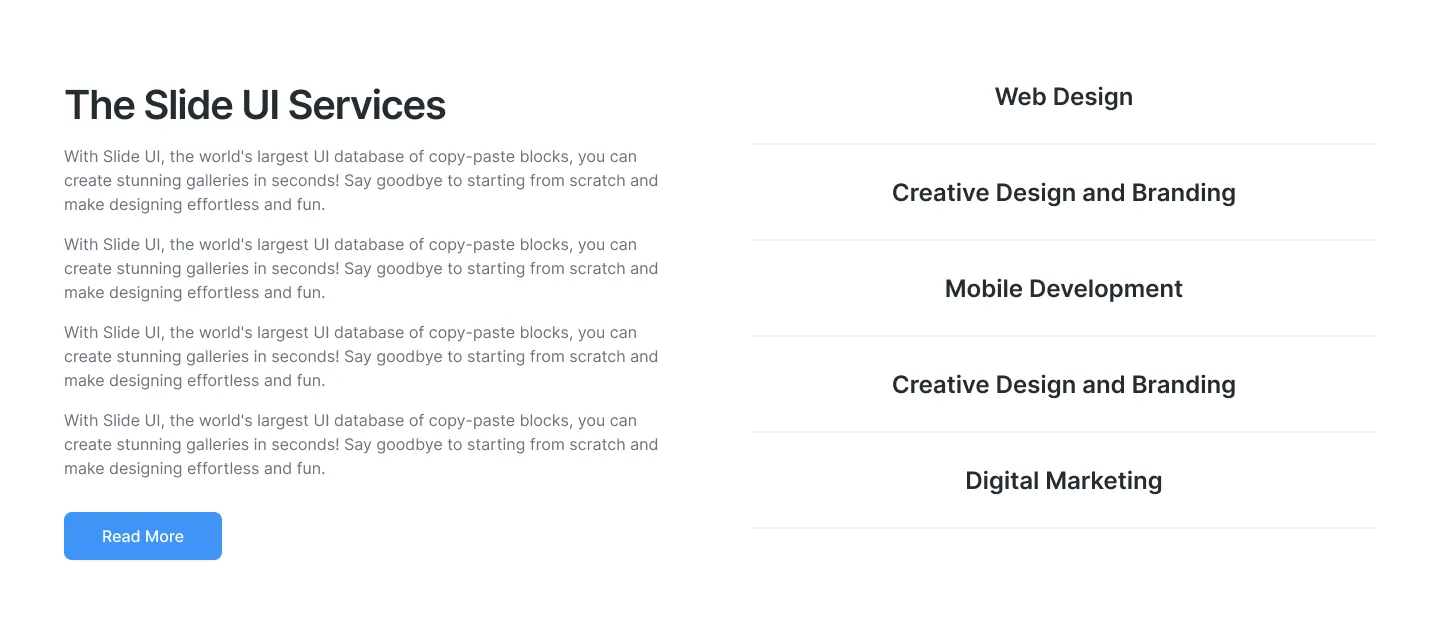 The Slide UI Services
With Slide UI, the world's largest UI database of copy-paste blocks, you can
create stunning galleries in seconds! Say goodbye to starting from scratch and
make designing effortless and fun.
With Slide UI, the world's largest UI database of copy-paste blocks, you can
create stunning galleries in seconds! Say goodbye to starting from scratch and
make designing effortless and fun.
With Slide UI, the world's largest UI database of copy-paste blocks, you can
create stunning galleries in seconds! Say goodbye to starting from scratch and
make designing effortless and fun.
With Slide UI, the world's largest UI database of copy-paste blocks, you can
create stunning galleries in seconds! Say goodbye to starting from scratch and
make designing effortless and fun.
Read More
Web Design
Creative Design and Branding
Mobile Development
Creative Design and Branding
Digital Marketing